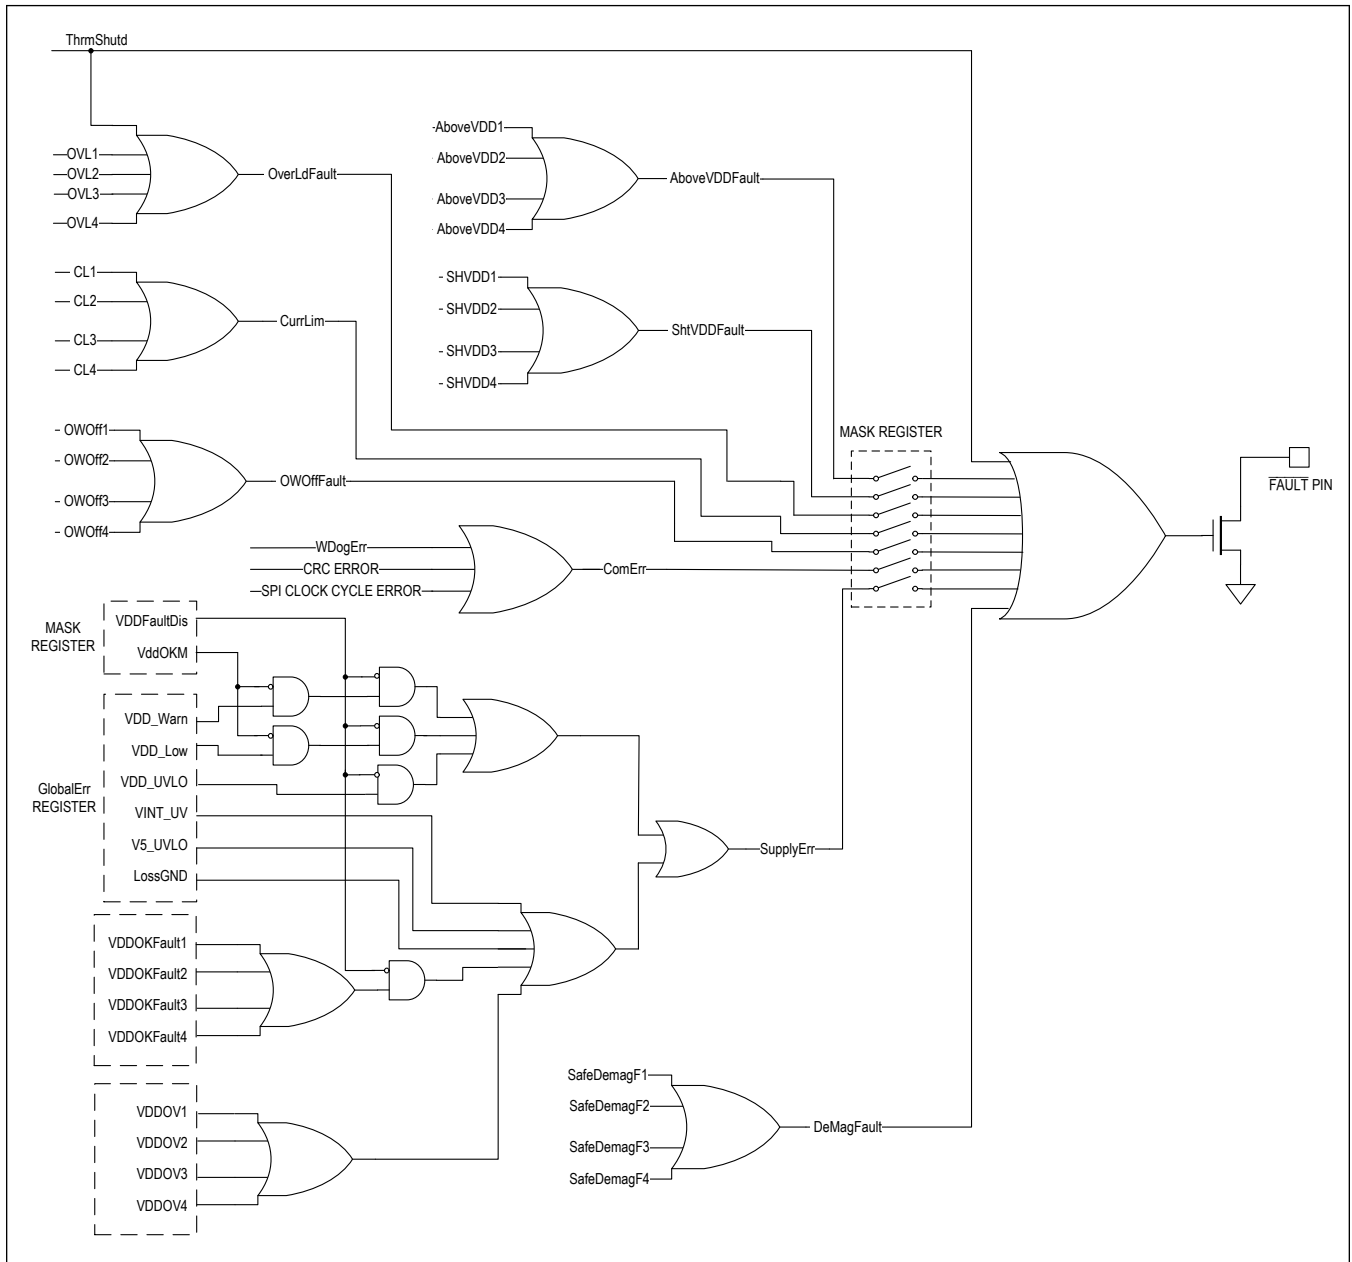 ThrmShutd
OVL1
OVL2
OVL3
OVL4
OverLdFault
AboveVDD1
AboveVDD2
AboveVDD3
AboveVDD4
AboveVDDFault
CL1
CL2
CL3
CL4
CurrLim
SHVDD1
SHVDD2
SHVDD3
SHVDD4
ShtVDDFault
OWOff1
OWOff2
OWOff3
OWOff4
OWOffFault
MASK REGISTER
FAULT PIN
WDogErr
CRC ERROR
SPI CLOCK CYCLE ERROR
ComErr
MASK
REGISTER
VDDFaultDis
VddOKM
GlobalErr
REGISTER
VDD_Warn
VDD_Low
VDD_UVLO
VINT_UV
V5_UVLO
LossGND
SupplyErr
VDDOKFault1
VDDOKFault2
VDDOKFault3
VDDOKFault4
VDDOV1
VDDOV2
VDDOV3
VDDOV4
SafeDemagF1
SafeDemagF2
SafeDemagF3
SafeDemagF4
DeMagFault